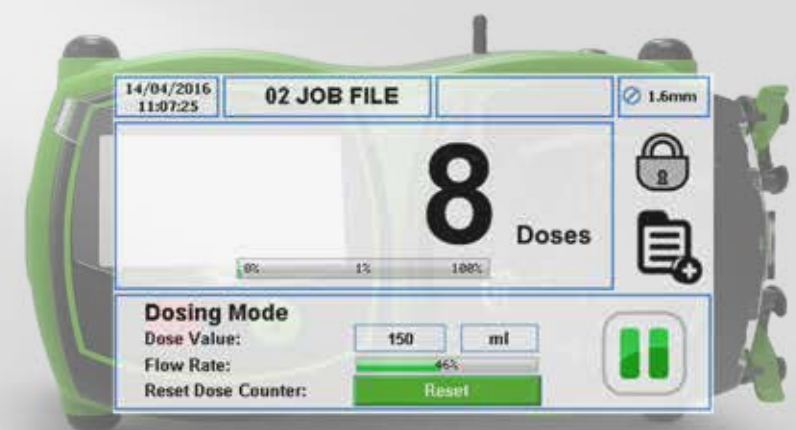 14/04/2016
11:07:25
02 JOB FILE
1.6mm
8
Doses
0%
1%
100%
Dosing Mode
Dose Value:
150
ml
Flow Rate:
46%
Reset Dose Counter:
Reset